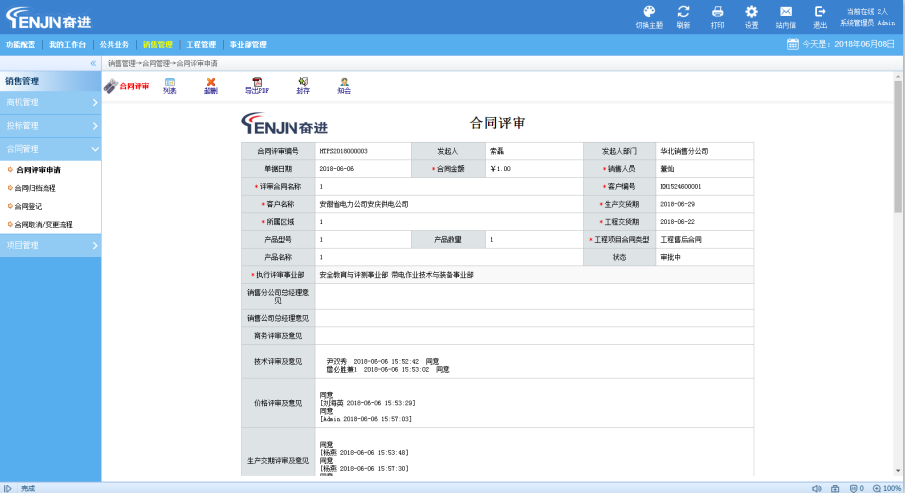 TENJIN奋进
切换主题 刷新 打印 设置 站内信 退出
当前在线 2人
系统管理员 Admin
功能配置 我的工作台 公共业务 销售管理 工程管理 事业部管理
今天是：2018年06月08日
销售管理→合同管理→合同评审申请
销售管理
商机管理
投标管理
合同管理
合同评审申请
合同归档流程
合同登记
合同取消/变更流程
项目管理
合同评审 列表 超删 导出PDF 封存 知会
TENJIN奋进
合同评审
合同评审编号 HTPS2018000003 发起人 索磊 发起人部门 华北销售分公司
单据日期 2018-06-06 *合同金额 ￥1.00 *销售人员
*评审合同名称 1 *客户编号 KH1524600001
*客户名称 安徽省电力公司安庆供电公司 *生产交货期 2018-06-29
*所属区域 1 *工程交货期 2018-06-22
产品型号 1 产品数量 1 *工程项目合同类型 工程售后合同
产品名称 1 状态 审批中
*执行评审事业部 安全教育与评测事业部 带电作业技术与装备事业部
销售分公司总经理意见
销售公司总经理意见
商务评审及意见
技术评审及意见
尹双秀 2018-06-06 15:52:42 同意
詹必胜兼1 2018-06-06 15:53:02 同意
价格评审及意见
同意
[刘海英 2018-06-06 15:53:29]
同意
[Admin 2018-06-06 15:57:03]
生产交期评审及意见
同意
[杨燕 2018-06-06 15:53:48]
同意
[杨燕 2018-06-06 15:57:30]
完成
0 100%